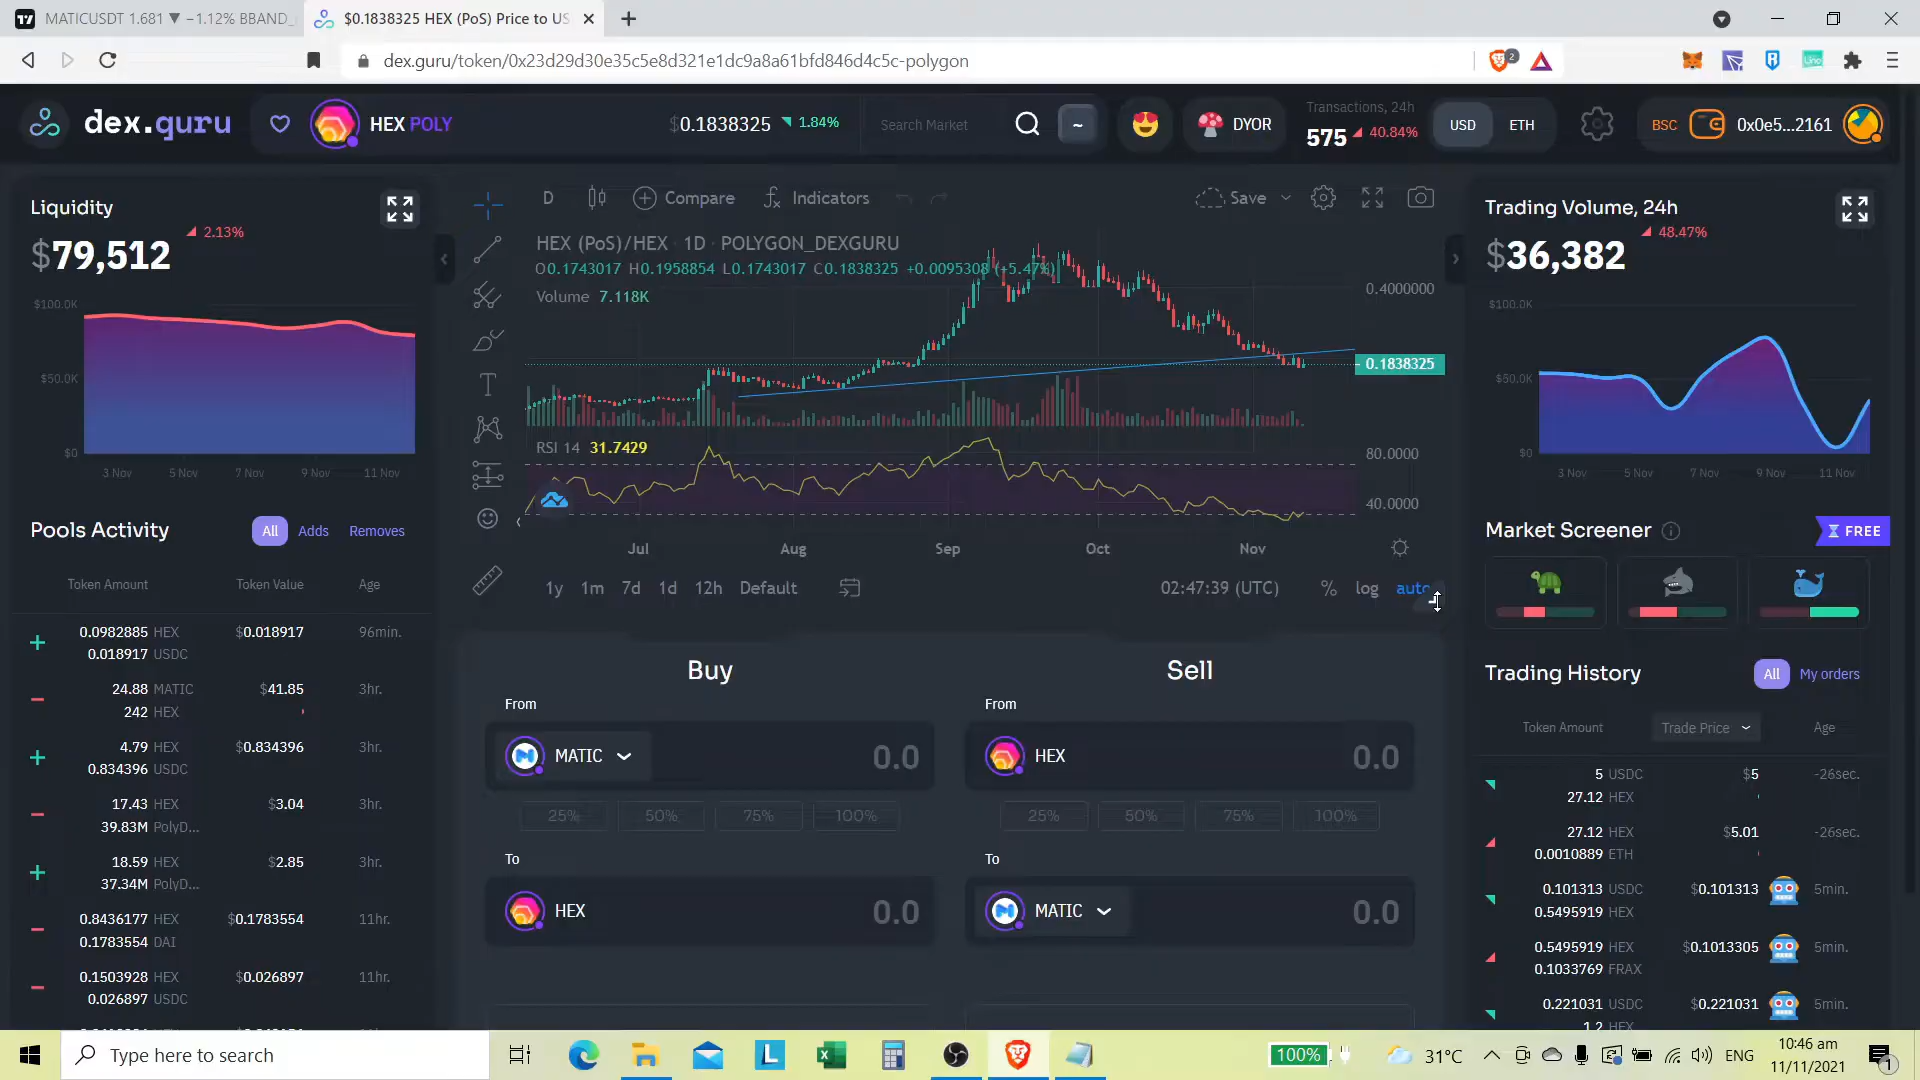 MATICUSDT 1.681 ▼ −1.12% BBAND_
$0.1838325 HEX (PoS) Price to US
dex.guru/token/0x23d29d30e35c5e8d321e1dc9a8a61bfd846d4c5c-polygon
dex.guru
HEX POLY
$0.1838325 1.84%
Search Market
~
DYOR
Transactions, 24h
575 40.84%
USD ETH
BSC 0x0e5...2161
Liquidity
$79,512 2.13%
$100.0K
$50.0K
$0
3 Nov 5 Nov 7 Nov 9 Nov 11 Nov
Pools Activity All Adds Removes
Token Amount Token Value Age
0.0982885 HEX $0.018917 96min.
0.018917 USDC
24.88 MATIC $41.85 3hr.
242 HEX
4.79 HEX $0.834396 3hr.
0.834396 USDC
17.43 HEX $3.04 3hr.
39.83M PolyD...
18.59 HEX $2.85 3hr.
37.34M PolyD...
0.8436177 HEX $0.1783554 11hr.
0.1783554 DAI
0.1503928 HEX $0.026897 11hr.
0.026897 USDC
D Compare Indicators Save
HEX (PoS)/HEX · 1D · POLYGON_DEXGURU
O0.1743017 H0.1958854 L0.1743017 C0.1838325 +0.0095308 (+5.47%)
Volume 7.118K
0.4000000
0.1838325
RSI 14 31.7429
80.0000
40.0000
Jul Aug Sep Oct Nov
1y 1m 7d 1d 12h Default 02:47:39 (UTC) % log auto
Buy
From
MATIC 0.0
25% 50% 75% 100%
To
HEX 0.0
Sell
From
HEX 0.0
25% 50% 75% 100%
To
MATIC 0.0
Trading Volume, 24h
$36,382 48.47%
$100.0K
$50.0K
$0
3 Nov 5 Nov 7 Nov 9 Nov 11 Nov
Market Screener FREE
Trading History All My orders
Token Amount Trade Price Age
5 USDC $5 -26sec.
27.12 HEX
27.12 HEX $5.01 -26sec.
0.0010889 ETH
0.101313 USDC $0.101313 5min.
0.5495919 HEX
0.5495919 HEX $0.1013305 5min.
0.1033769 FRAX
0.221031 USDC $0.221031 5min.
1.2 HEX
Type here to search
100%
31°C
ENG
10:46 am
11/11/2021